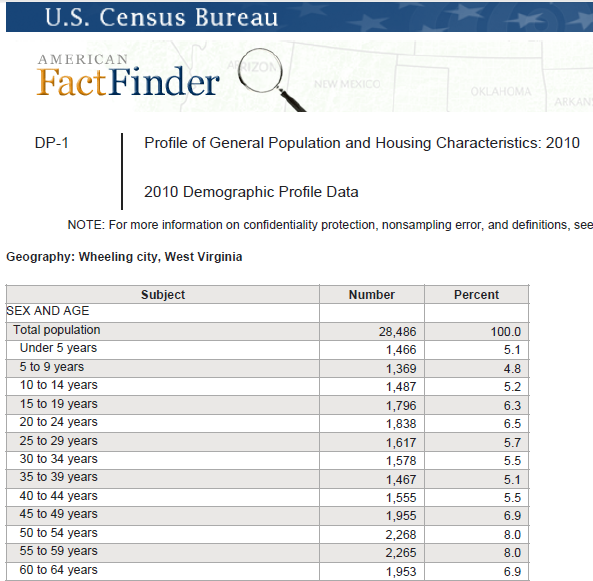 U.S. Census Bureau
AMERICAN
FactFinder
ARIZON
NEW MEXICO
OKLAHOMA
ARKAN
DP-1 Profile of General Population and Housing Characteristics: 2010
2010 Demographic Profile Data
NOTE: For more information on confidentiality protection, nonsampling error, and definitions, see
Geography: Wheeling city, West Virginia
Subject Number Percent
SEX AND AGE
Total population 28,486 100.0
Under 5 years 1,466 5.1
5 to 9 years 1,369 4.8
10 to 14 years 1,487 5.2
15 to 19 years 1,796 6.3
20 to 24 years 1,838 6.5
25 to 29 years 1,617 5.7
30 to 34 years 1,578 5.5
35 to 39 years 1,467 5.1
40 to 44 years 1,555 5.5
45 to 49 years 1,955 6.9
50 to 54 years 2,268 8.0
55 to 59 years 2,265 8.0
60 to 64 years 1,953 6.9